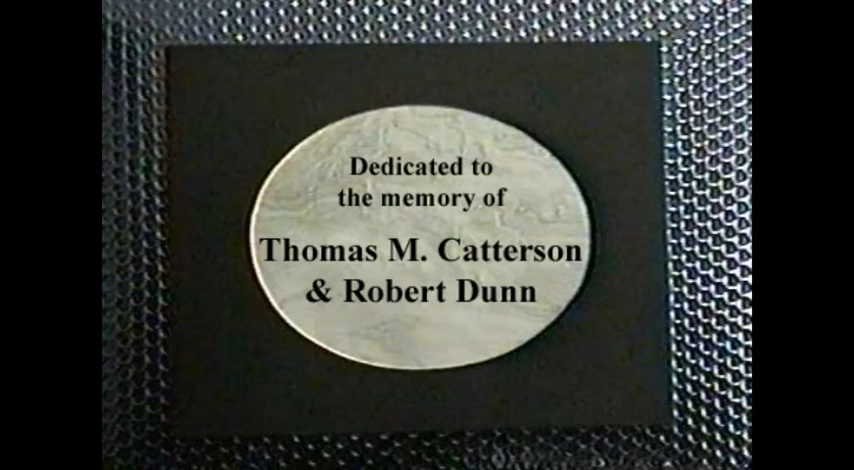 Dedicated to
the memory of
Thomas M. Catterson
& Robert Dunn